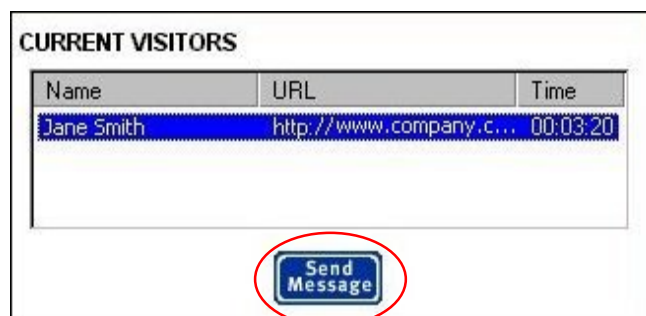 CURRENT VISITORS
Name URL Time
Jane Smith http://www.company.c... 00:03:20
Send
Message